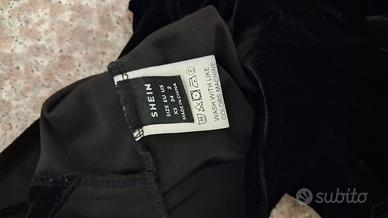 SHEIN
SIZE EU US
XS 34 2
MADE IN CHINA
WASH WITH LIKE
COLORS/MACHINE
subito